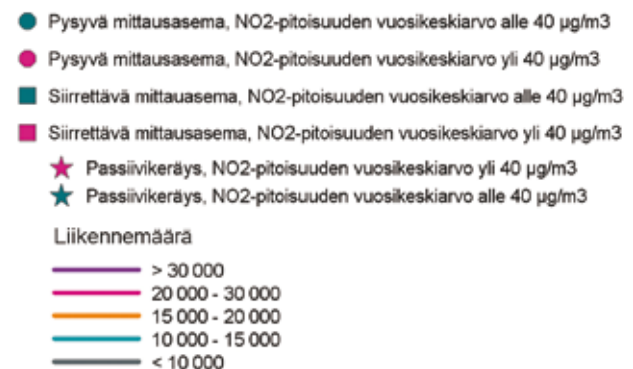 Pysyvä mittausasema, NO2-pitoisuuden vuosikeskiarvo alle 40 µg/m3
Pysyvä mittausasema, NO2-pitoisuuden vuosikeskiarvo yli 40 µg/m3
Siirrettävä mittauasema, NO2-pitoisuuden vuosikeskiarvo alle 40 µg/m3
Siirrettävä mittausasema, NO2-pitoisuuden vuosikeskiarvo yli 40 µg/m3
Passiivikeräys, NO2-pitoisuuden vuosikeskiarvo yli 40 µg/m3
Passiivikeräys, NO2-pitoisuuden vuosikeskiarvo alle 40 µg/m3
Liikennemäärä
> 30 000
20 000 - 30 000
15 000 - 20 000
10 000 - 15 000
< 10 000